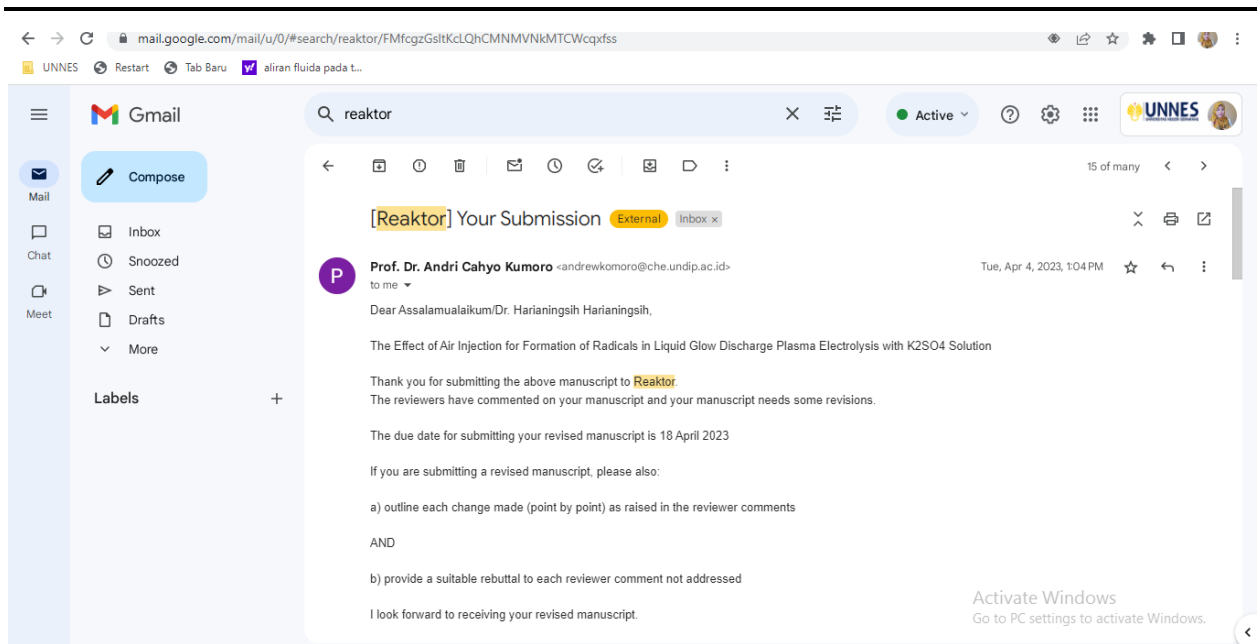 mail.google.com/mail/u/0/#search/reaktor/FMfcgzGsltKcLQhCMNMVNkMTCWcqxfss
UNNES Restart Tab Baru aliran fluida pada t...
Gmail
reaktor
Active
UNNES
Mail
Compose
15 of many
Chat
Meet
Inbox
Snoozed
Sent
Drafts
More
Labels
[Reaktor] Your Submission External Inbox x
P
Prof. Dr. Andri Cahyo Kumoro <andrewkomoro@che.undip.ac.id>
Tue, Apr 4, 2023, 1:04 PM
to me
Dear Assalamualaikum/Dr. Harianingsih Harianingsih,
The Effect of Air Injection for Formation of Radicals in Liquid Glow Discharge Plasma Electrolysis with K2SO4 Solution
Thank you for submitting the above manuscript to Reaktor.
The reviewers have commented on your manuscript and your manuscript needs some revisions.
The due date for submitting your revised manuscript is 18 April 2023
If you are submitting a revised manuscript, please also:
a) outline each change made (point by point) as raised in the reviewer comments
AND
b) provide a suitable rebuttal to each reviewer comment not addressed
I look forward to receiving your revised manuscript.
Activate Windows
Go to PC settings to activate Windows.